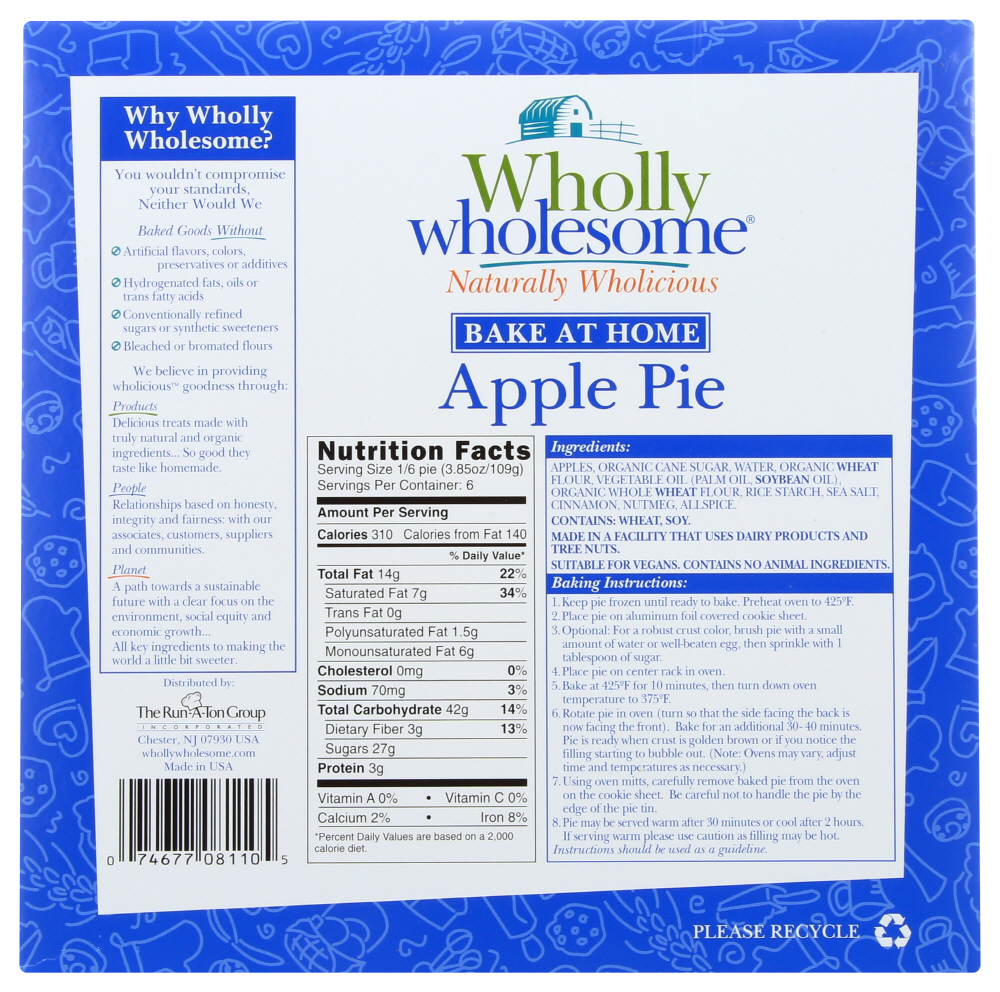 Why Wholly
Wholesome?
You wouldn't compromise
your standards,
Neither Would We
Baked Goods Without
Artificial flavors, colors,
preservatives or additives
Hydrogenated fats, oils or
trans fatty acids
Conventionally refined
sugars or synthetic sweeteners
Bleached or bromated flours
We believe in providing
wholicious™ goodness through:
Products
Delicious treats made with
truly natural and organic
ingredients... So good they
taste like homemade.
People
Relationships based on honesty,
integrity and fairness: with our
associates, customers, suppliers
and communities.
Planet
A path towards a sustainable
future with a clear focus on the
environment, social equity and
economic growth...
All key ingredients to making the
world a little bit sweeter.
Distributed by:
The Run-A-Ton Group
INCORPORATED
Chester, NJ 07930 USA
whollywholesome.com
Made in USA
0 74677 08110 5
Wholly
wholesome®
Naturally Wholicious
BAKE AT HOME
Apple Pie
Nutrition Facts
Serving Size 1/6 pie (3.85oz/109g)
Servings Per Container: 6
Amount Per Serving
Calories 310 Calories from Fat 140
% Daily Value*
Total Fat 14g 22%
Saturated Fat 7g 34%
Trans Fat 0g
Polyunsaturated Fat 1.5g
Monounsaturated Fat 6g
Cholesterol 0mg 0%
Sodium 70mg 3%
Total Carbohydrate 42g 14%
Dietary Fiber 3g 13%
Sugars 27g
Protein 3g
Vitamin A 0% • Vitamin C 0%
Calcium 2% • Iron 8%
*Percent Daily Values are based on a 2,000
calorie diet.
Ingredients:
APPLES, ORGANIC CANE SUGAR, WATER, ORGANIC WHEAT
FLOUR, VEGETABLE OIL (PALM OIL, SOYBEAN OIL),
ORGANIC WHOLE WHEAT FLOUR, RICE STARCH, SEA SALT,
CINNAMON, NUTMEG, ALLSPICE.
CONTAINS: WHEAT, SOY.
MADE IN A FACILITY THAT USES DAIRY PRODUCTS AND
TREE NUTS.
SUITABLE FOR VEGANS. CONTAINS NO ANIMAL INGREDIENTS.
Baking Instructions:
1. Keep pie frozen until ready to bake. Preheat oven to 425°F.
2. Place pie on aluminum foil covered cookie sheet.
3. Optional: For a robust crust color, brush pie with a small
amount of water or well-beaten egg, then sprinkle with 1
tablespoon of sugar.
4. Place pie on center rack in oven.
5. Bake at 425°F for 10 minutes, then turn down oven
temperature to 375°F.
6. Rotate pie in oven (turn so that the side facing the back is
now facing the front). Bake for an additional 30- 40 minutes.
Pie is ready when crust is golden brown or if you notice the
filling starting to bubble out. (Note: Ovens may vary, adjust
time and temperatures as necessary.)
7. Using oven mitts, carefully remove baked pie from the oven
on the cookie sheet. Be careful not to handle the pie by the
edge of the pie tin.
8. Pie may be served warm after 30 minutes or cool after 2 hours.
If serving warm please use caution as filling may be hot.
Instructions should be used as a guideline.
PLEASE RECYCLE